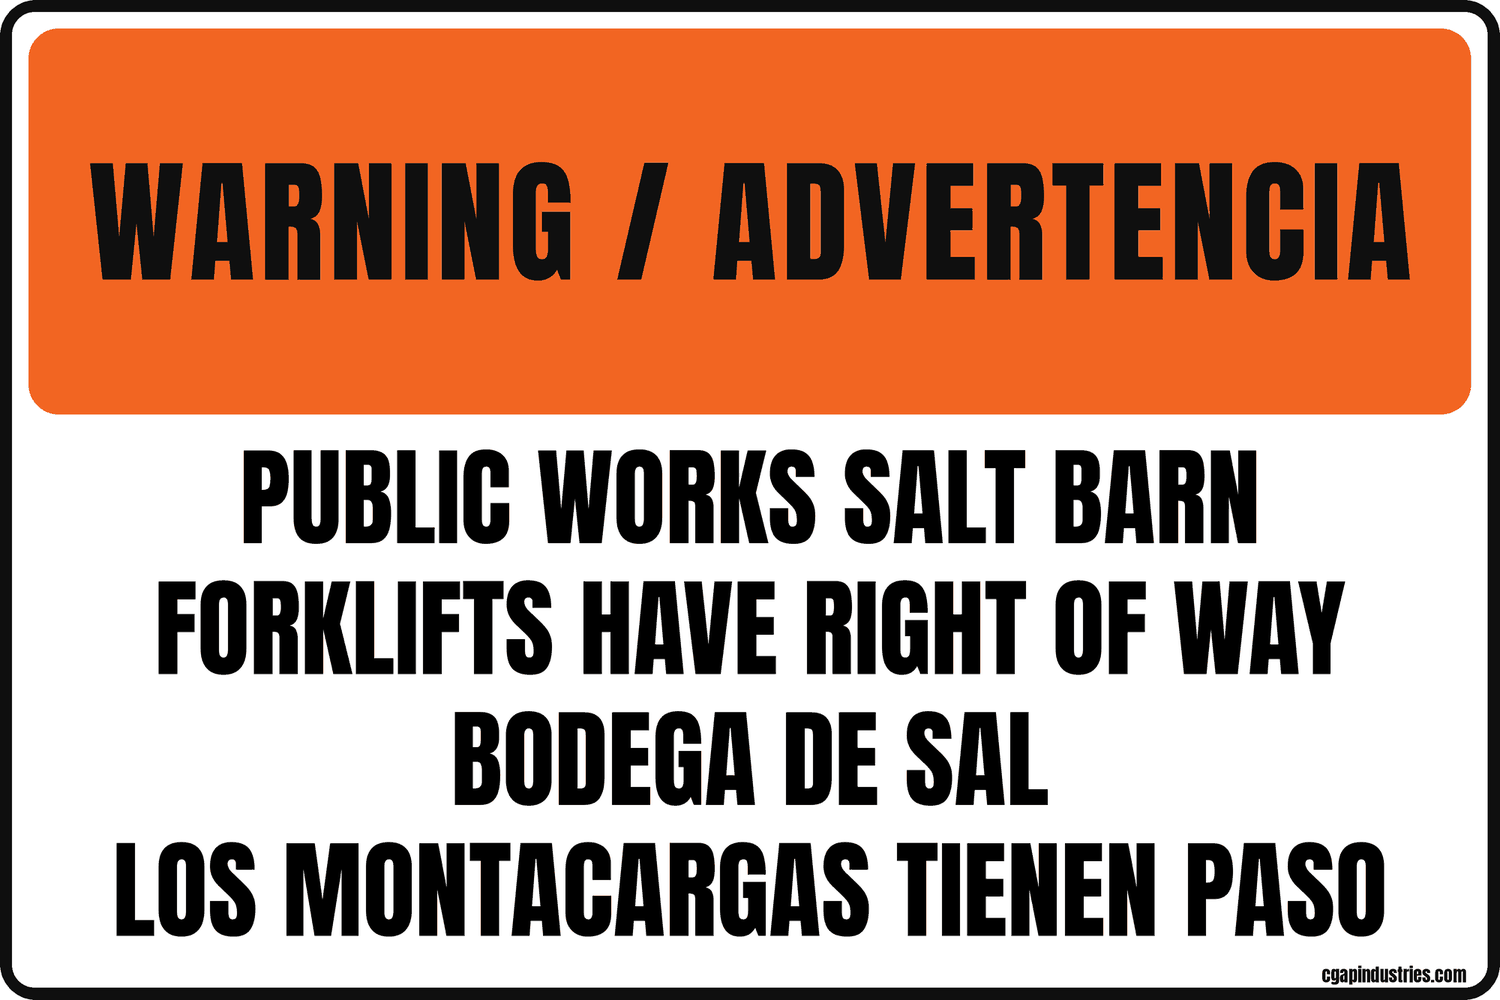 WARNING / ADVERTENCIA
PUBLIC WORKS SALT BARN
FORKLIFTS HAVE RIGHT OF WAY
BODEGA DE SAL
LOS MONTACARGAS TIENEN PASO
cgapindustries.com